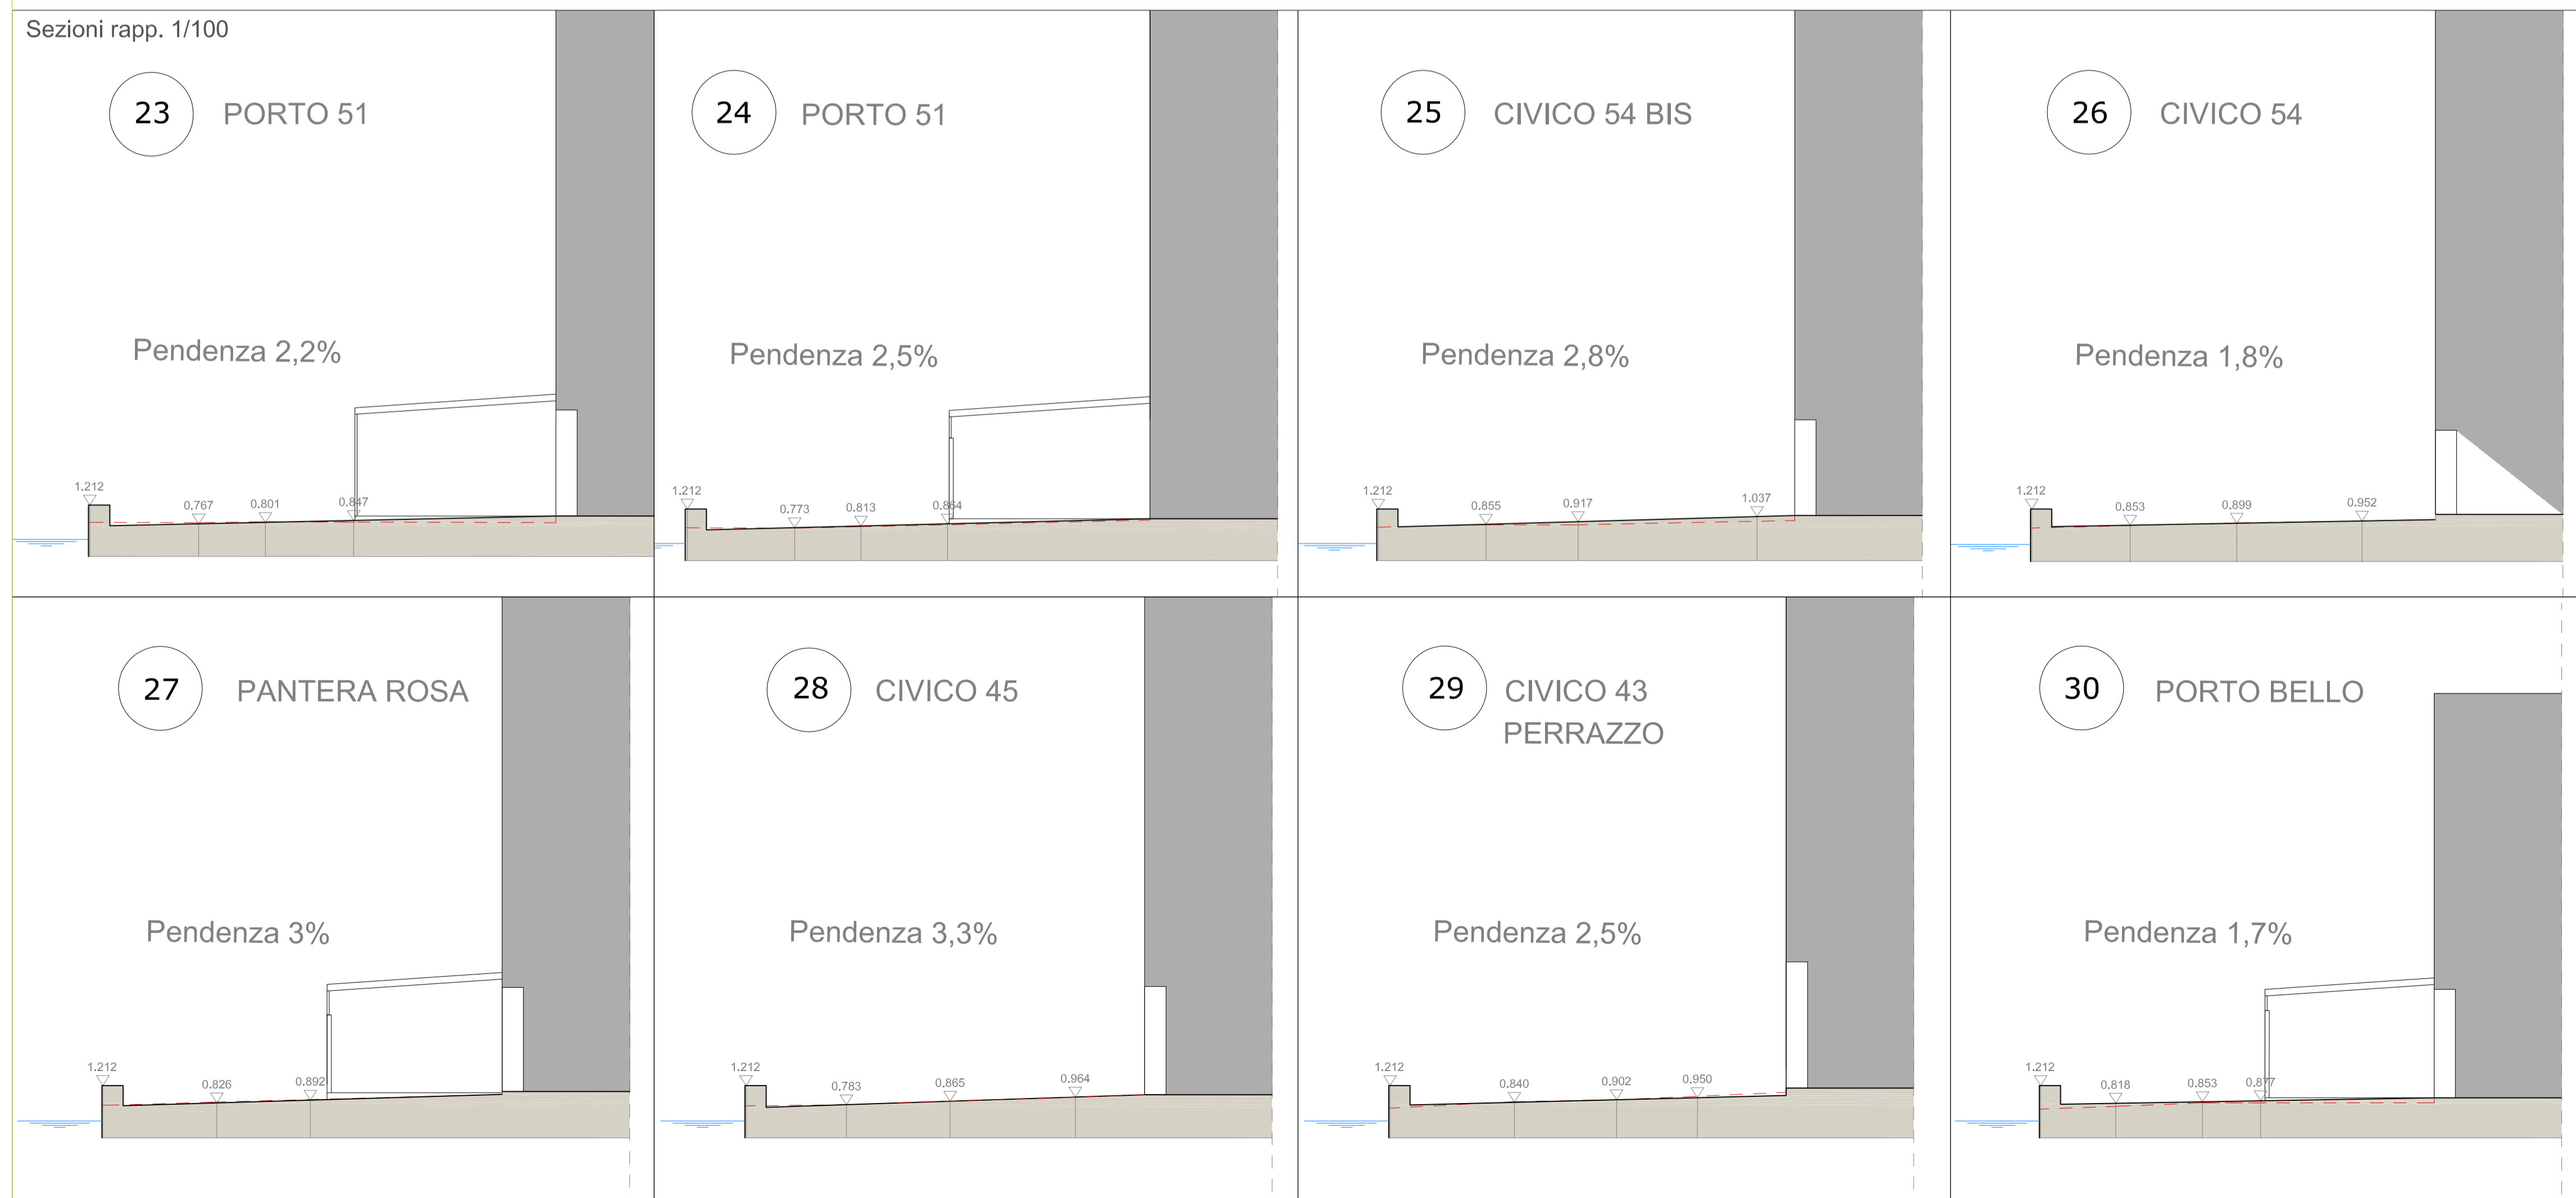 Sezioni rapp. 1/100
23 PORTO 51
Pendenza 2,2%
1.212 0.767 0.801 0.847
24 PORTO 51
Pendenza 2,5%
1.212 0.773 0.813 0.864
25 CIVICO 54 BIS
Pendenza 2,8%
1.212 0.855 0.917 1.037
26 CIVICO 54
Pendenza 1,8%
1.212 0.853 0.899 0.952
27 PANTERA ROSA
Pendenza 3%
1.212 0.826 0.892
28 CIVICO 45
Pendenza 3,3%
1.212 0.783 0.865 0.964
29 CIVICO 43
PERRAZZO
Pendenza 2,5%
1.212 0.840 0.902 0.950
30 PORTO BELLO
Pendenza 1,7%
1.212 0.818 0.853 0.877